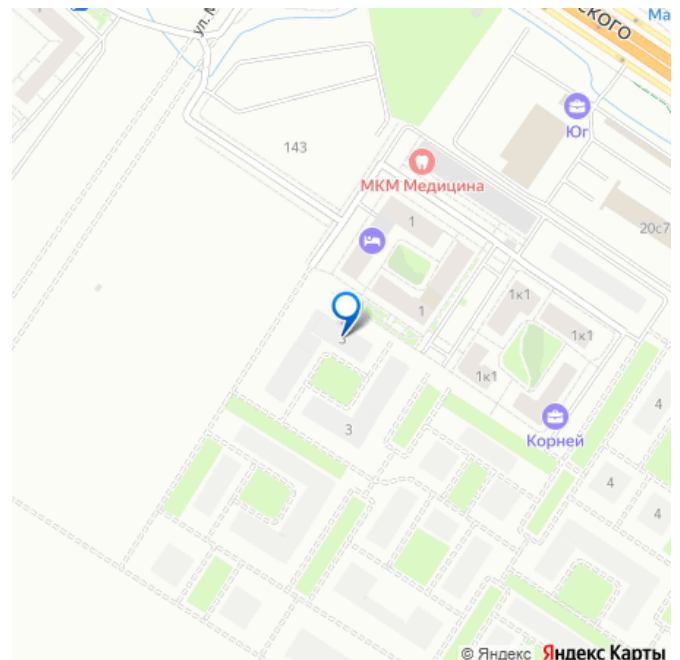 Ма
ского
ул. М
Юг
143
МКМ Медицина
20с7
1
1
1к1
1к1
3
1к1
4
Корней
3
4
4
© Яндекс Яндекс Карты